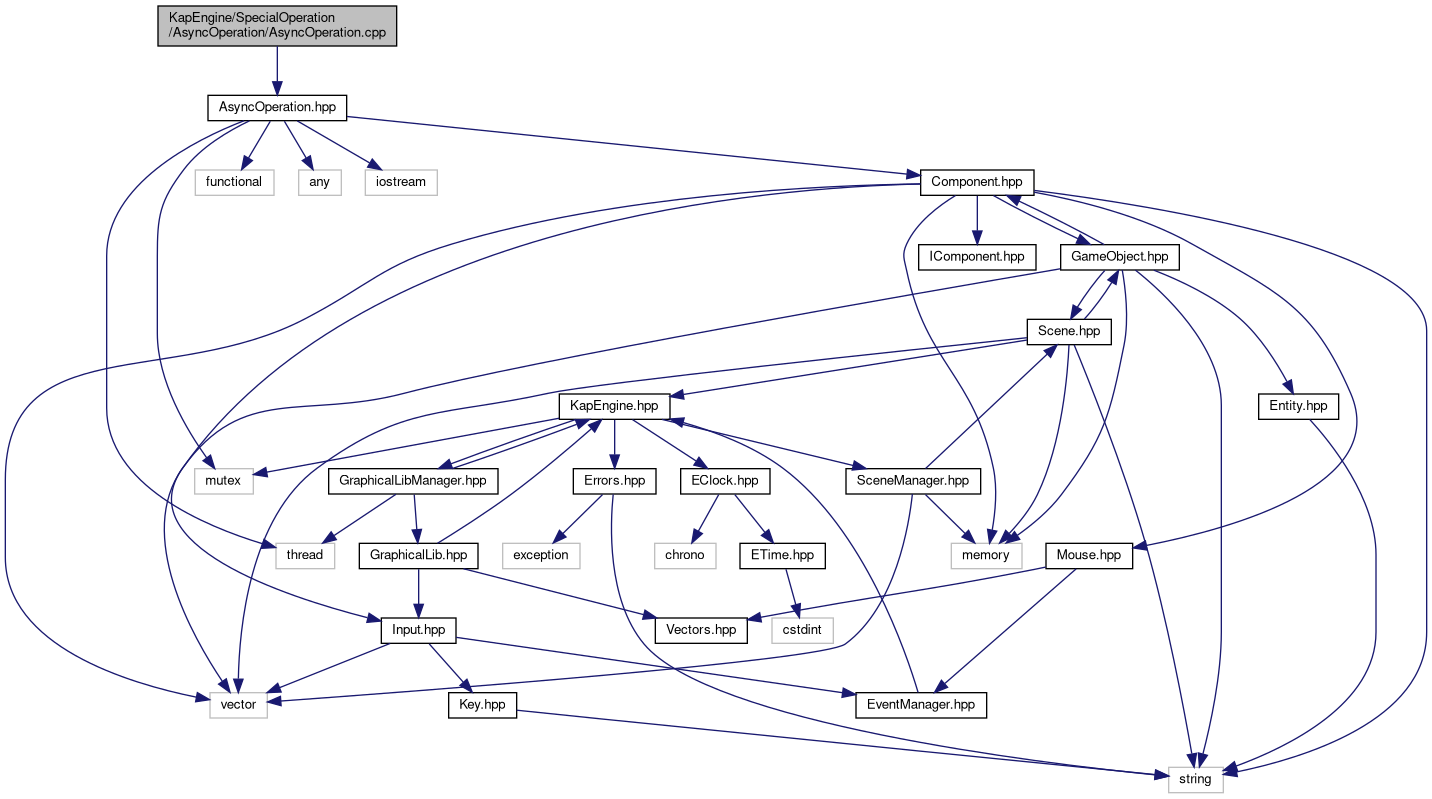 KapEngine/SpecialOperation
/AsyncOperation/AsyncOperation.cpp
AsyncOperation.hpp
functional
any
iostream
Component.hpp
IComponent.hpp
GameObject.hpp
Scene.hpp
KapEngine.hpp
Entity.hpp
mutex
GraphicalLibManager.hpp
Errors.hpp
EClock.hpp
SceneManager.hpp
thread
GraphicalLib.hpp
exception
chrono
ETime.hpp
memory
Mouse.hpp
Input.hpp
Vectors.hpp
cstdint
vector
Key.hpp
EventManager.hpp
string